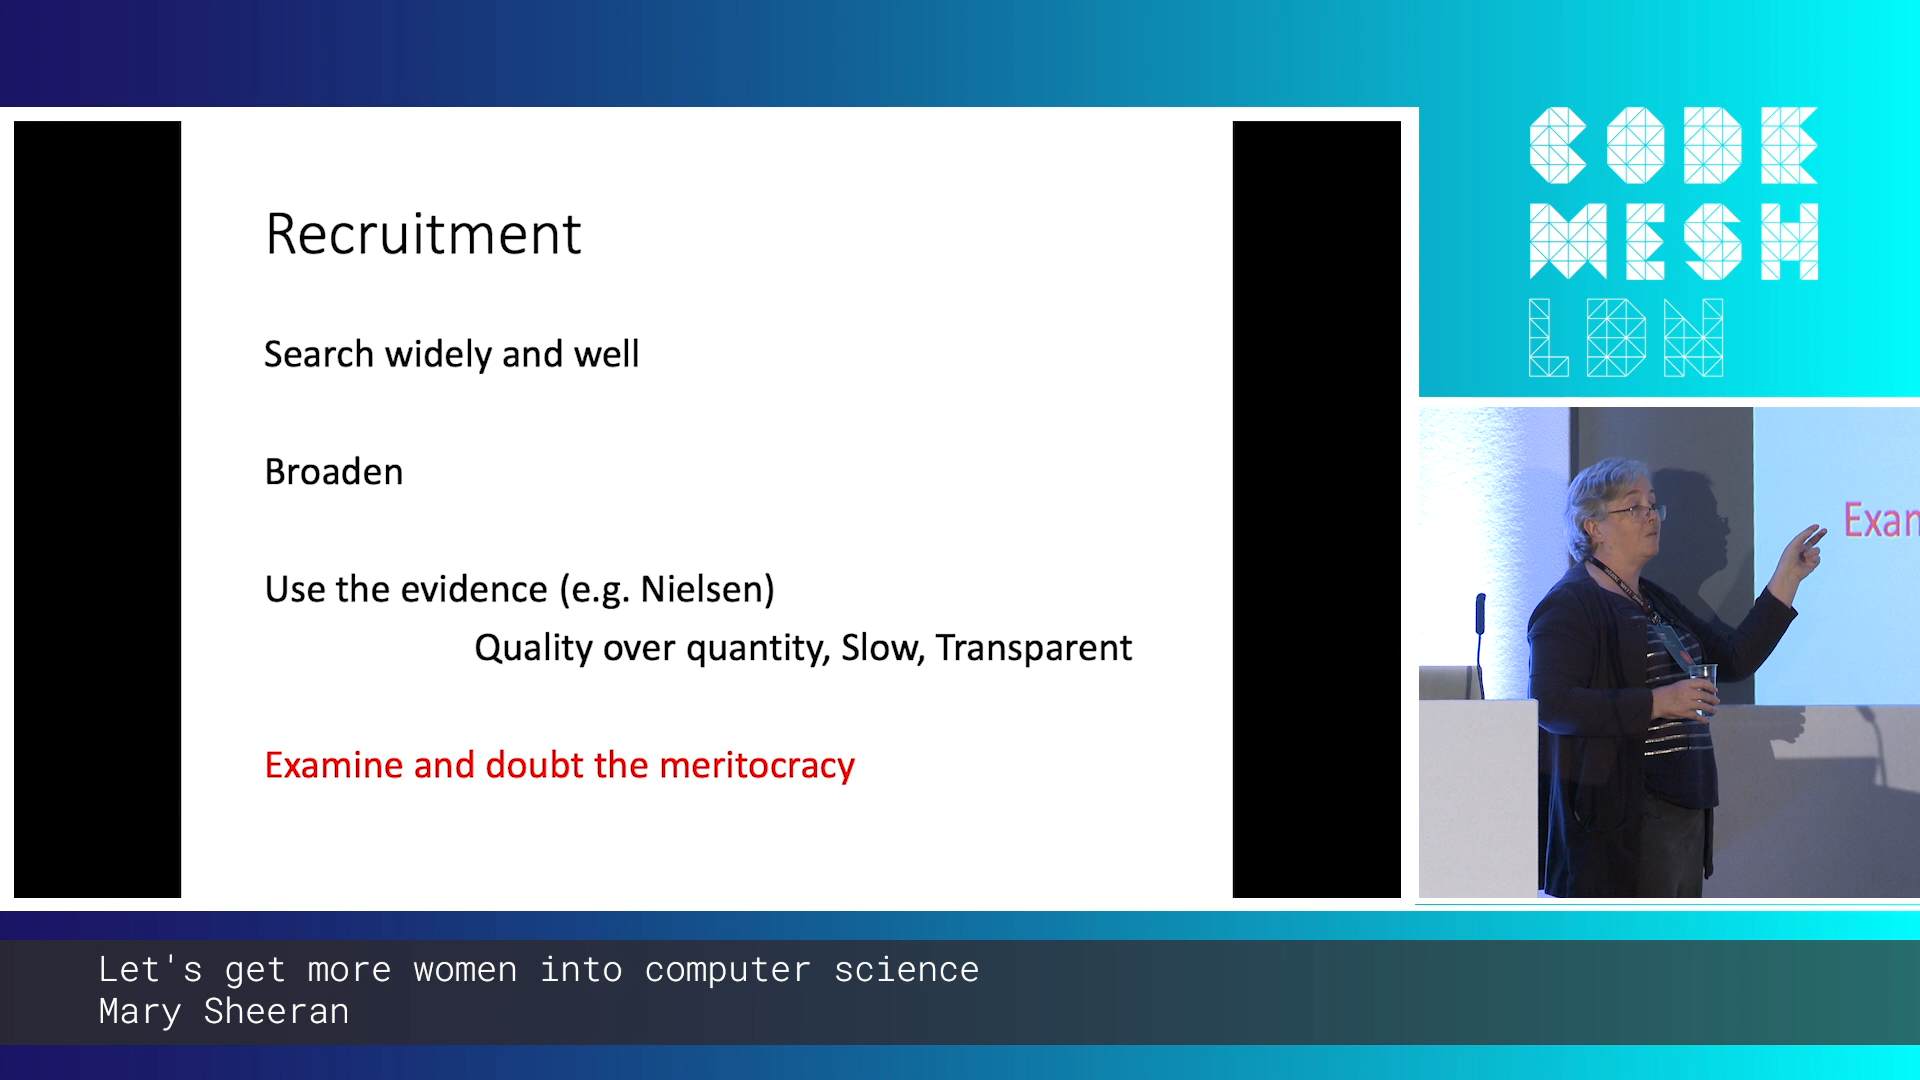 Recruitment
Search widely and well
Broaden
Use the evidence (e.g. Nielsen)
Quality over quantity, Slow, Transparent
Examine and doubt the meritocracy
CODE
MESH
LDN
Exam
Let's get more women into computer science
Mary Sheeran